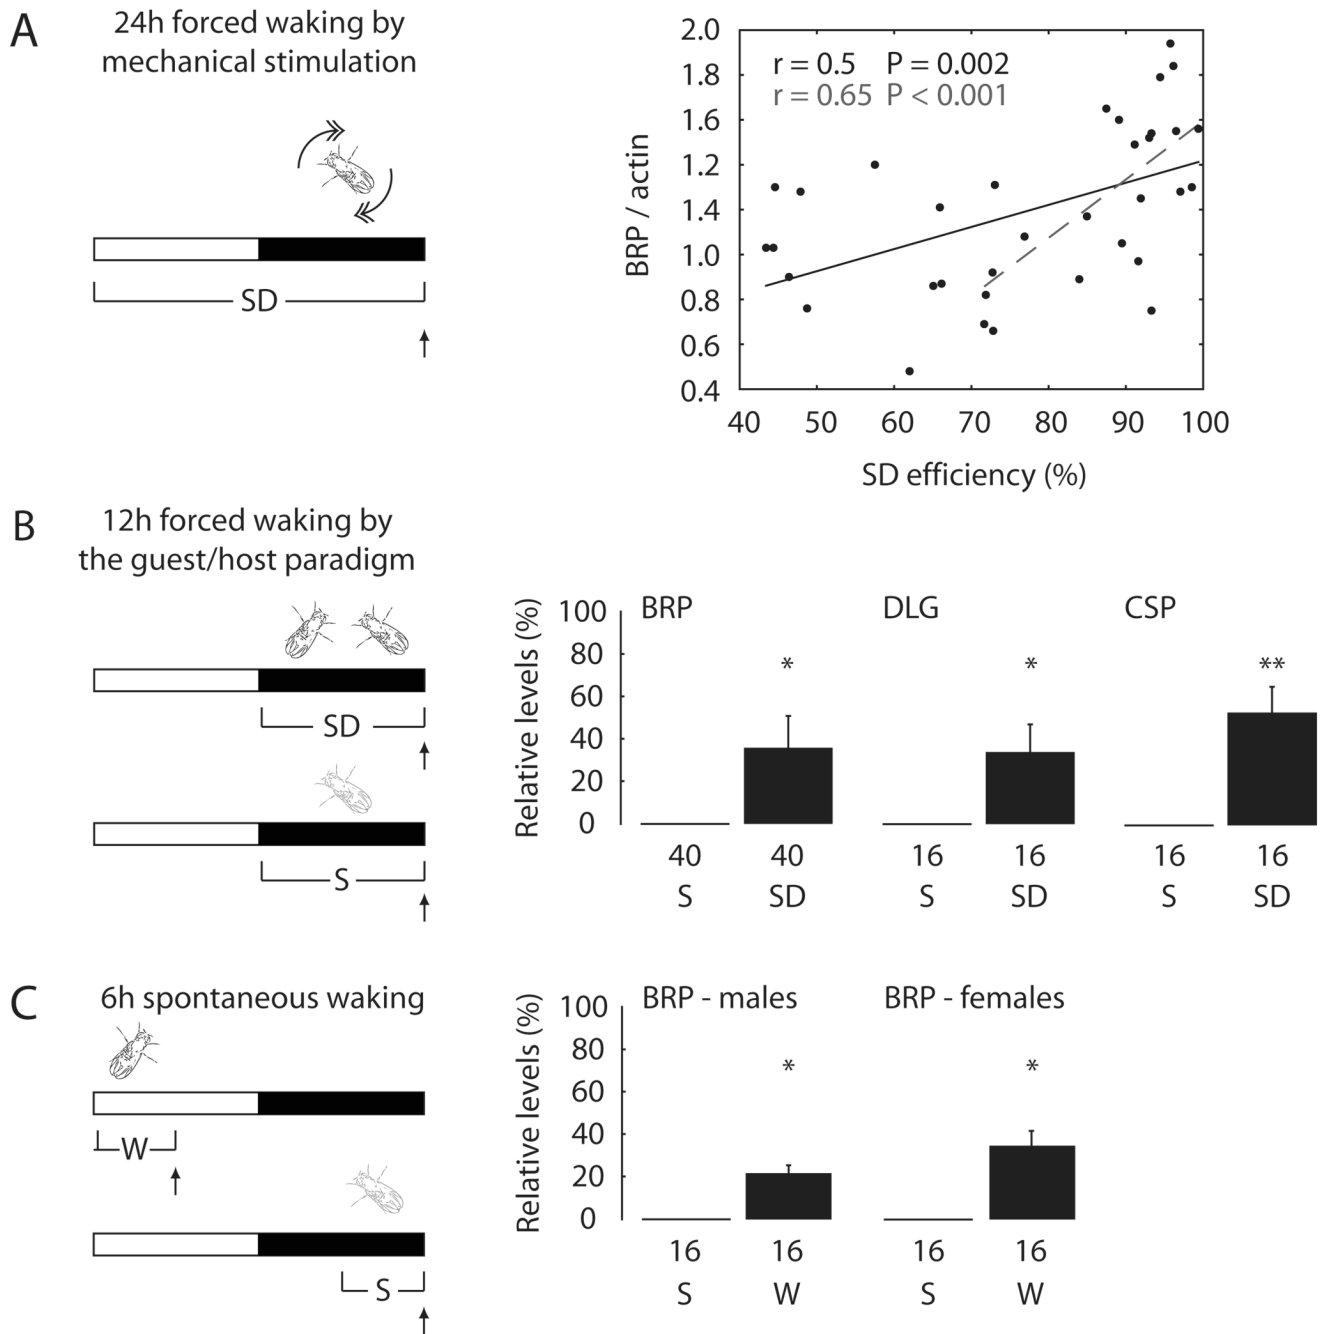 A
24h forced waking by
mechanical stimulation
SD
r = 0.5 P = 0.002
r = 0.65 P < 0.001
BRP / actin
2.0
1.8
1.6
1.2
1.4
1.0
0.8
0.6
0.4
40 50 60 70 80 90 100
SD efficiency (%)
B
12h forced waking by
the guest/host paradigm
SD
S
Relative levels (%)
100
80
60
40
20
0
BRP DLG CSP
* * **
40 40 16 16 16 16
S SD S SD S SD
C
6h spontaneous waking
W
S
Relative levels (%)
100
80
60
40
20
0
BRP - males BRP - females
* *
16 16 16 16
S W S W